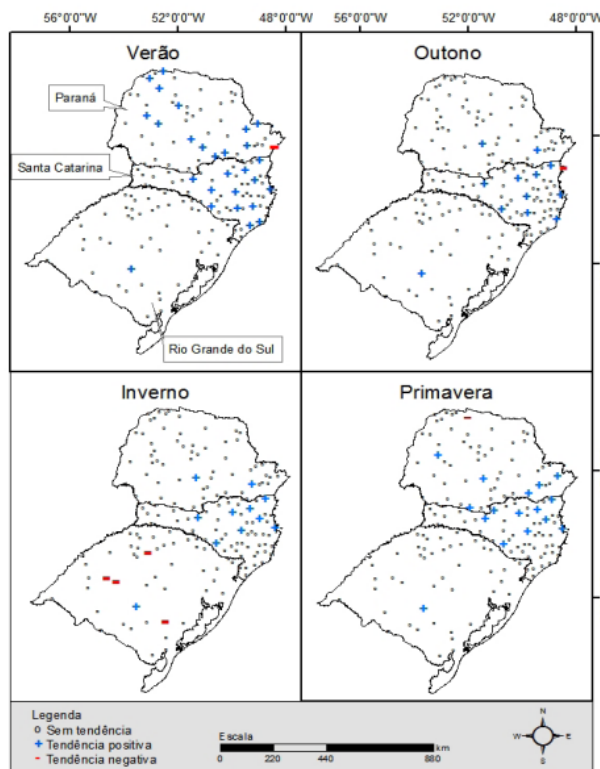 56°0'0"W 52°0'0"W 48°0'0"W 56°0'0"W 52°0'0"W 48°0'0"W
Verão
Outono
Paraná
Santa Catarina
Rio Grande do Sul
Inverno
Primavera
Legenda
Sem tendência
+ Tendência positiva
- Tendência negativa
Escala
0 220 440 880 km
N
W E
S